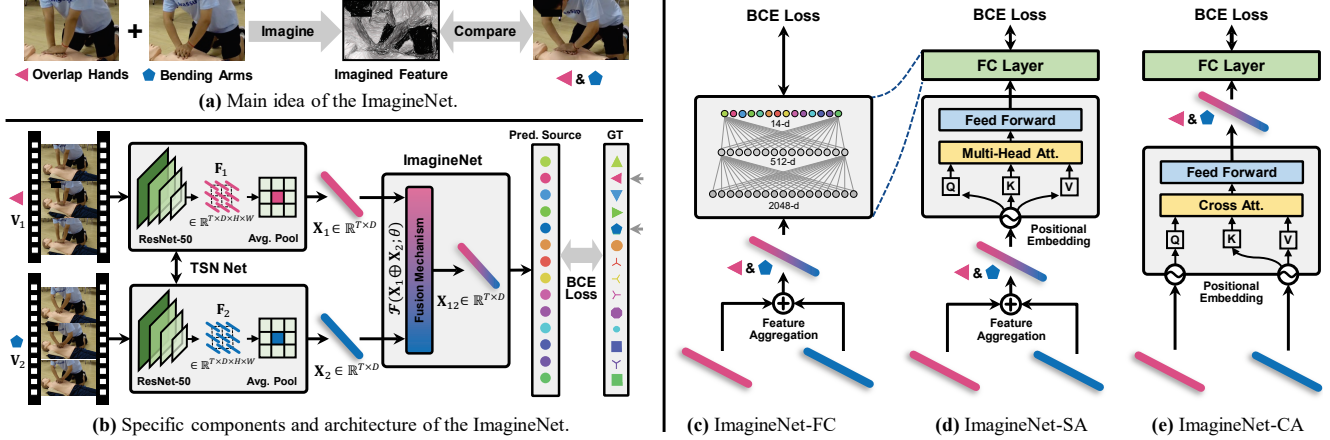 +
Imagine
Compare
Overlap Hands
Bending Arms
Imagined Feature
&
(a) Main idea of the ImagineNet.
V₁
F₁
∈ ℝ^{T×D×H×W}
ResNet-50
Avg. Pool
X₁ ∈ ℝ^{T×D}
TSN Net
V₂
F₂
∈ ℝ^{T×D×H×W}
ResNet-50
Avg. Pool
X₂ ∈ ℝ^{T×D}
ImagineNet
ℱ(X₁ ⊕ X₂; θ)
Fusion Mechanism
X₁₂ ∈ ℝ^{T×D}
Pred. Source
GT
BCE
Loss
(b) Specific components and architecture of the ImagineNet.
BCE Loss
14-d
512-d
2048-d
&
Feature
Aggregation
(c) ImagineNet-FC
BCE Loss
FC Layer
Feed Forward
Multi-Head Att.
Q
K
V
Positional
Embedding
&
Feature
Aggregation
(d) ImagineNet-SA
BCE Loss
FC Layer
&
Feed Forward
Cross Att.
Q
K
V
Positional
Embedding
(e) ImagineNet-CA